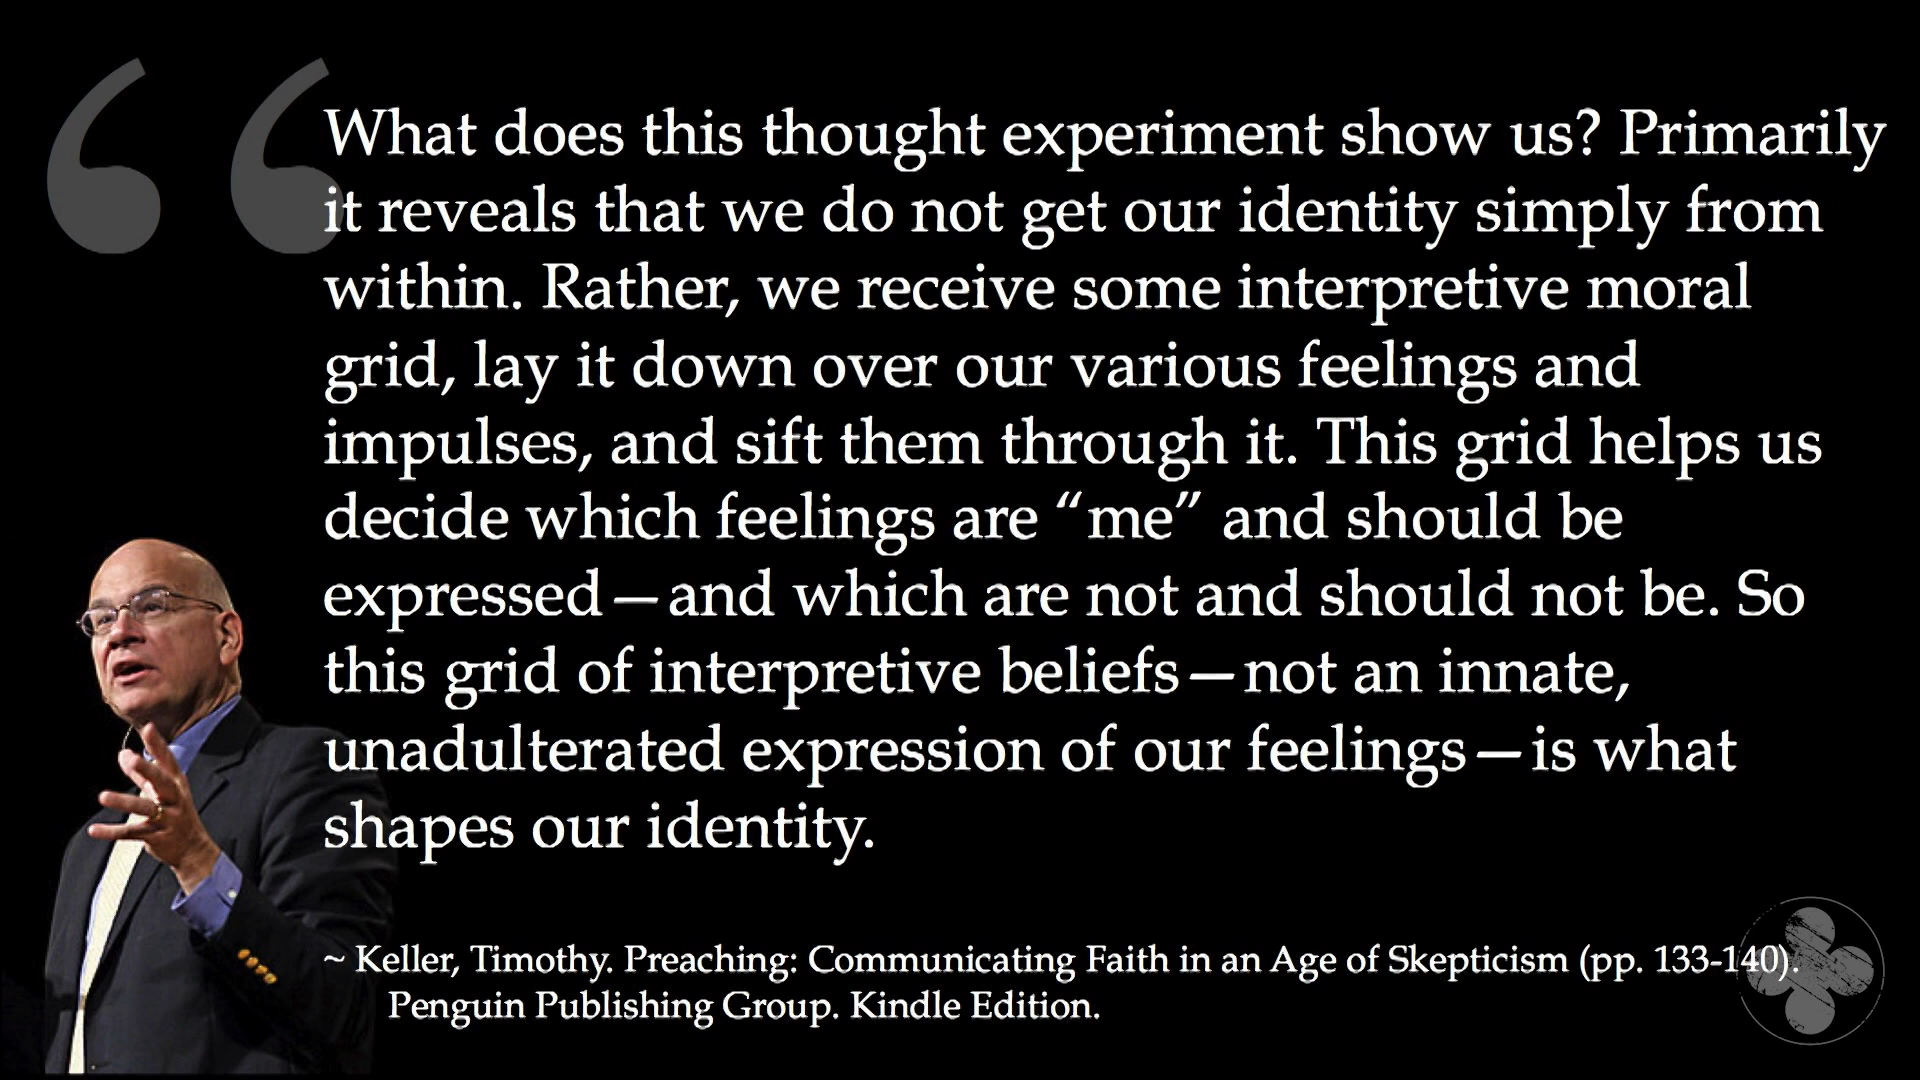 What does this thought experiment show us? Primarily
it reveals that we do not get our identity simply from
within. Rather, we receive some interpretive moral
grid, lay it down over our various feelings and
impulses, and sift them through it. This grid helps us
decide which feelings are “me” and should be
expressed—and which are not and should not be. So
this grid of interpretive beliefs—not an innate,
unadulterated expression of our feelings—is what
shapes our identity.
~ Keller, Timothy. Preaching: Communicating Faith in an Age of Skepticism (pp. 133-140).
Penguin Publishing Group. Kindle Edition.